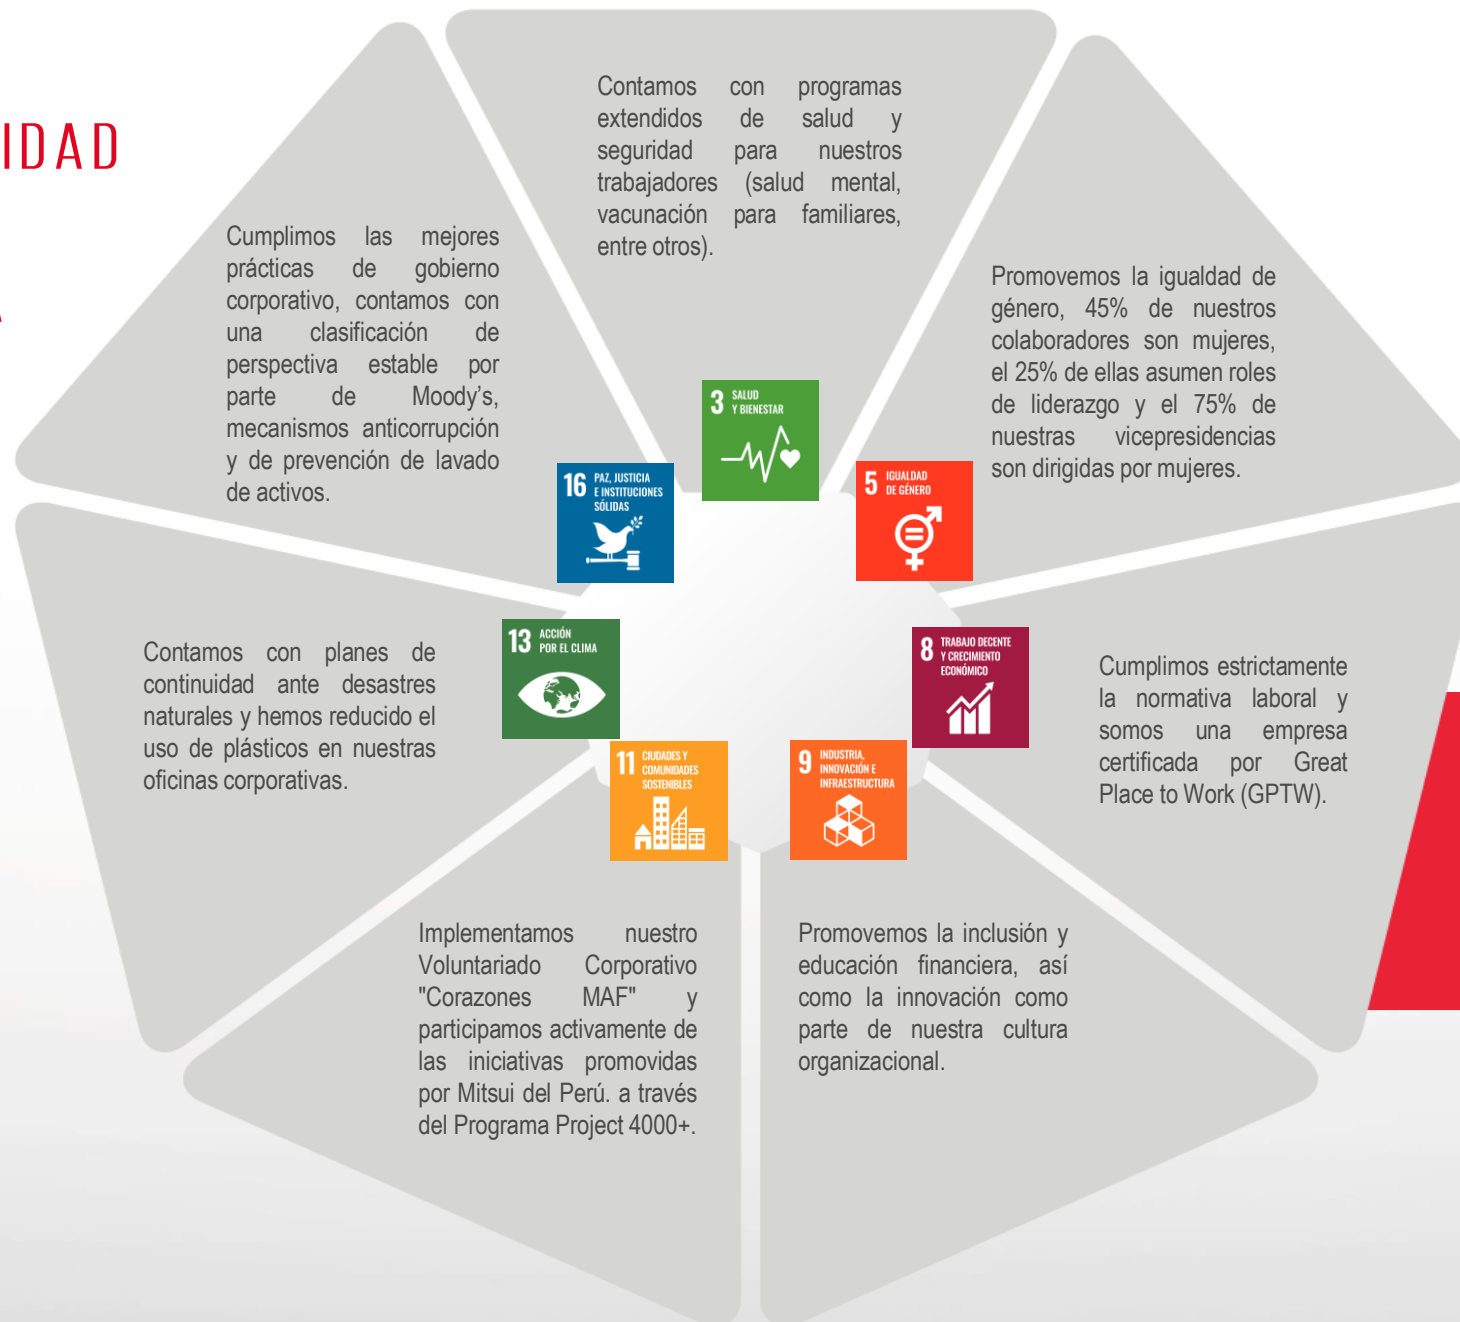 IDAD
Contamos con programas
extendidos de salud y
seguridad para nuestros
trabajadores (salud mental,
vacunación para familiares,
entre otros).
Cumplimos las mejores
prácticas de gobierno
corporativo, contamos con
una clasificación de
perspectiva estable por
parte de Moody’s,
mecanismos anticorrupción
y de prevención de lavado
de activos.
Promovemos la igualdad de
género, 45% de nuestros
colaboradores son mujeres,
el 25% de ellas asumen roles
de liderazgo y el 75% de
nuestras vicepresidencias
son dirigidas por mujeres.
3 SALUD
Y BIENESTAR
16 PAZ, JUSTICIA
E INSTITUCIONES
SÓLIDAS
5 IGUALDAD
DE GÉNERO
13 ACCIÓN
POR EL CLIMA
8 TRABAJO DECENTE
Y CRECIMIENTO
ECONÓMICO
11 CIUDADES Y
COMUNIDADES
SOSTENIBLES
9 INDUSTRIA,
INNOVACIÓN E
INFRAESTRUCTURA
Contamos con planes de
continuidad ante desastres
naturales y hemos reducido el
uso de plásticos en nuestras
oficinas corporativas.
Cumplimos estrictamente
la normativa laboral y
somos una empresa
certificada por Great
Place to Work (GPTW).
Implementamos nuestro
Voluntariado Corporativo
"Corazones MAF" y
participamos activamente de
las iniciativas promovidas
por Mitsui del Perú. a través
del Programa Project 4000+.
Promovemos la inclusión y
educación financiera, así
como la innovación como
parte de nuestra cultura
organizacional.